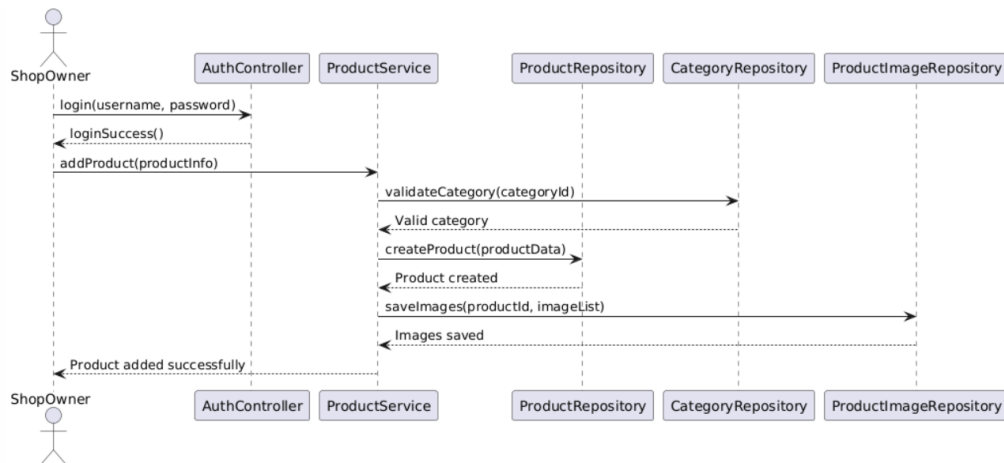 ShopOwner
AuthController
ProductService
ProductRepository
CategoryRepository
ProductImageRepository
login(username, password)
loginSuccess()
addProduct(productInfo)
validateCategory(categoryId)
Valid category
createProduct(productData)
Product created
saveImages(productId, imageList)
Images saved
Product added successfully
ShopOwner
AuthController
ProductService
ProductRepository
CategoryRepository
ProductImageRepository